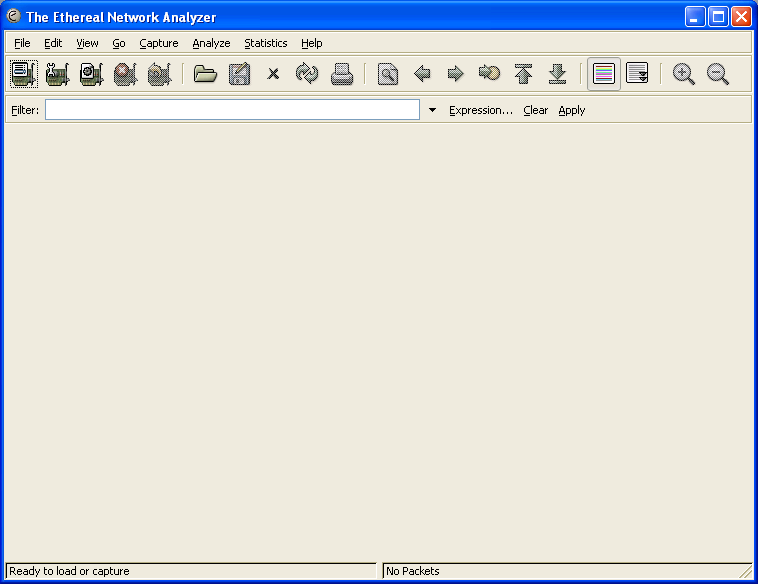 The Ethereal Network Analyzer
File Edit View Go Capture Analyze Statistics Help
Filter: Expression... Clear Apply
Ready to load or capture No Packets